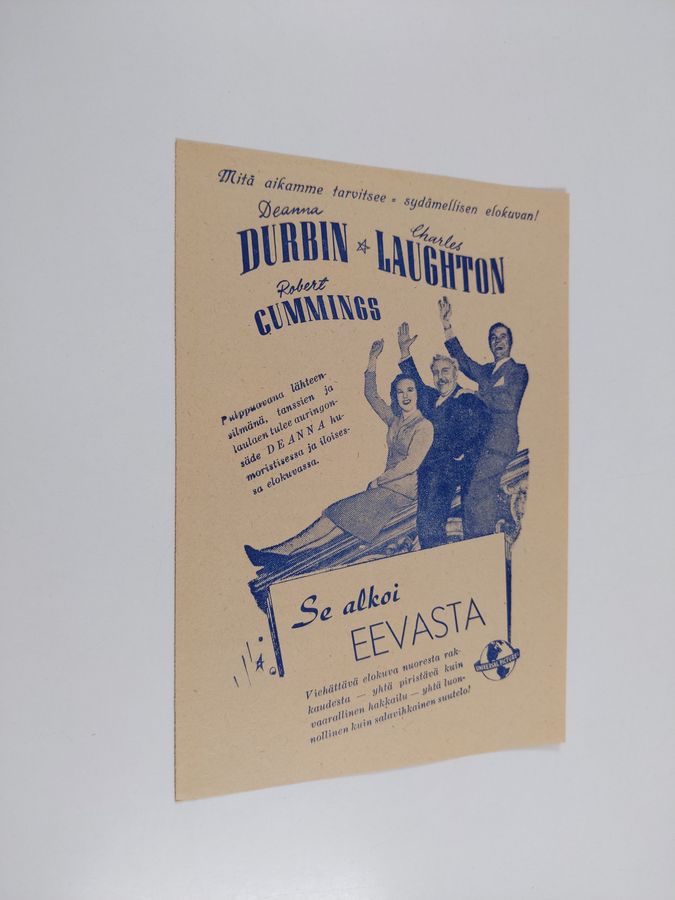 Mitä aikamme tarvitsee - sydämellisen elokuvan!
Deanna
DURBIN
Charles
LAUGHTON
Robert
CUMMINGS
Pulppuavana lähteen-
silmänä, tanssien ja
laulaen tulee auringon-
säde DEANNA hu-
moristisessa ja iloises-
sa elokuvassa.
Se alkoi
EEVASTA
UNIVERSAL PICTURES
Viehättävä elokuva nuoresta rak-
kaudesta — yhtä piristävä kuin
vaarallinen hakkailu — yhtä luon-
nollinen kuin salavihkainen suutelo!